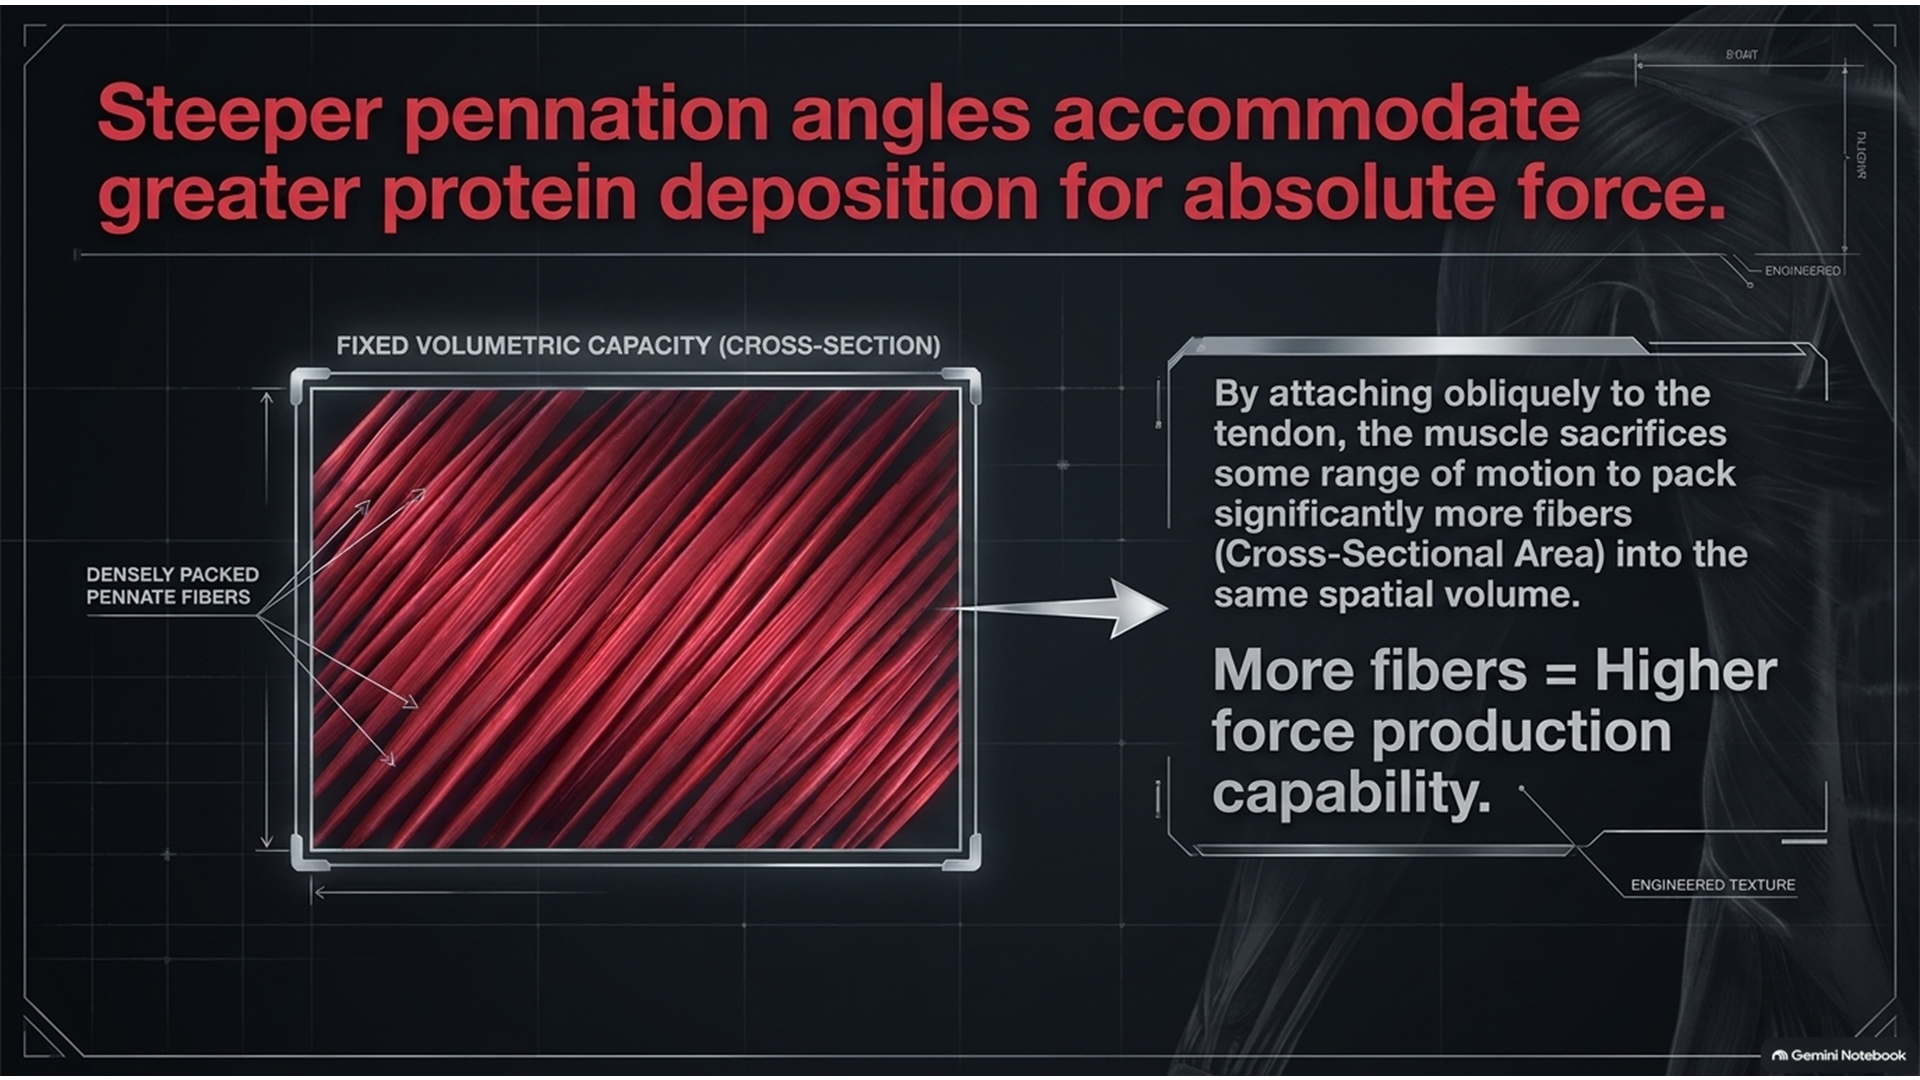 Steeper pennation angles accommodate
greater protein deposition for absolute force.
ENGINEERED
FIXED VOLUMETRIC CAPACITY (CROSS-SECTION)
DENSELY PACKED
PENNATE FIBERS
By attaching obliquely to the
tendon, the muscle sacrifices
some range of motion to pack
significantly more fibers
(Cross-Sectional Area) into the
same spatial volume.
More fibers = Higher
force production
capability.
ENGINEERED TEXTURE
Gemini Notebook